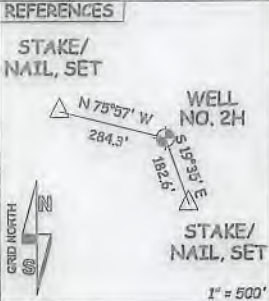 REFERENCES
STAKE/
NAIL, SET
N 75°57' W
284.3'
WELL
NO. 2H
S 19°35' E
182.6'
STAKE/
NAIL, SET
GRID NORTH
N
S
1" = 500'